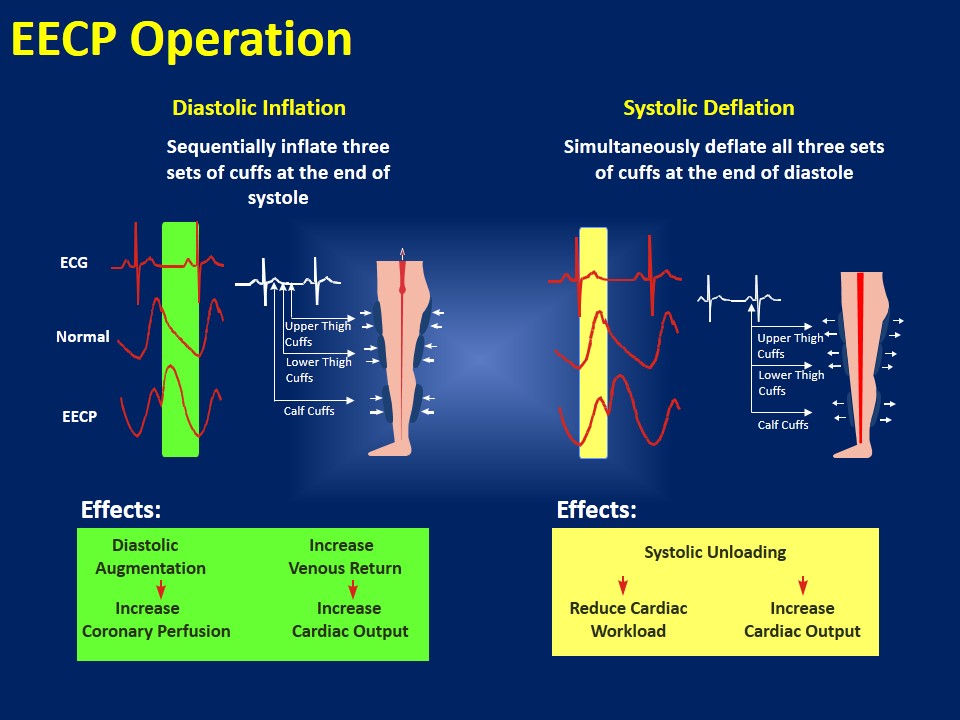 EECP Operation
Diastolic Inflation
Sequentially inflate three
sets of cuffs at the end of
systole
ECG
Normal
EECP
Upper Thigh
Cuffs
Lower Thigh
Cuffs
Calf Cuffs
Effects:
Diastolic
Augmentation
Increase
Coronary Perfusion
Increase
Venous Return
Increase
Cardiac Output
Systolic Deflation
Simultaneously deflate all three sets
of cuffs at the end of diastole
Upper Thigh
Cuffs
Lower Thigh
Cuffs
Calf Cuffs
Effects:
Systolic Unloading
Reduce Cardiac
Workload
Increase
Cardiac Output